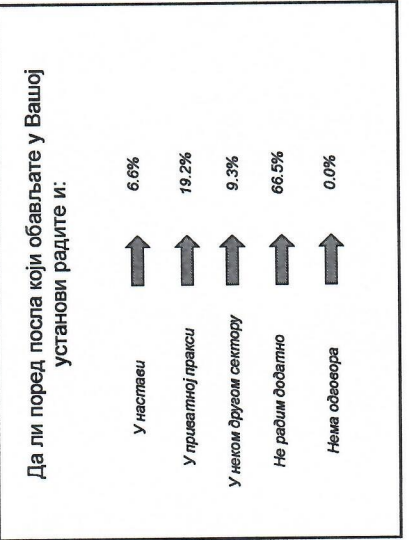 Да ли поред посла који обављате у Вашој
установи радите и:
У настави 6.6%
У приватној пракси 19.2%
У неком другом сектору 9.3%
Не радим додатно 66.5%
Нема одговора 0.0%